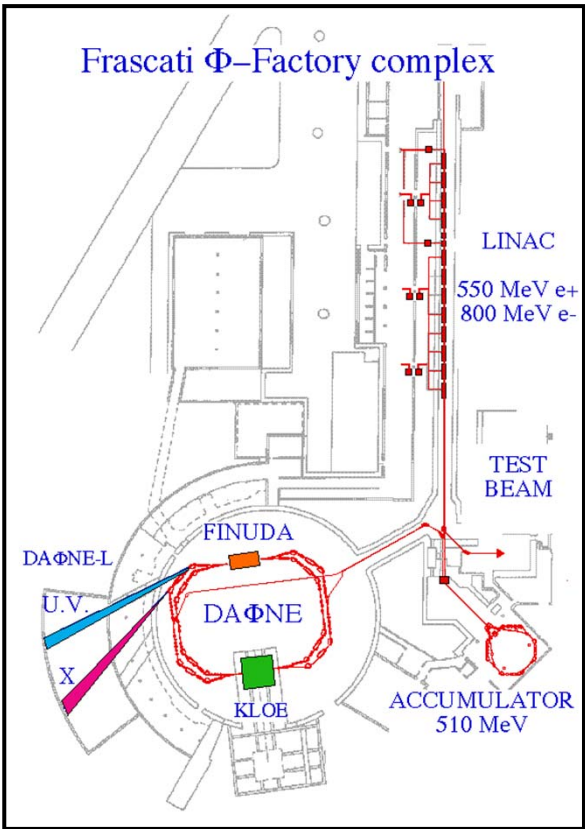 Frascati Φ–Factory complex
LINAC
550 MeV e+
800 MeV e-
TEST
BEAM
FINUDA
DAΦNE-L
U.V.
DAΦNE
X
KLOE
ACCUMULATOR
510 MeV